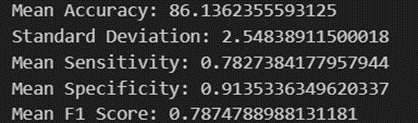 Mean Accuracy: 86.1362355593125
Standard Deviation: 2.54838911500018
Mean Sensitivity: 0.7827384177957944
Mean Specificity: 0.9135336349620337
Mean F1 Score: 0.7874788988131181